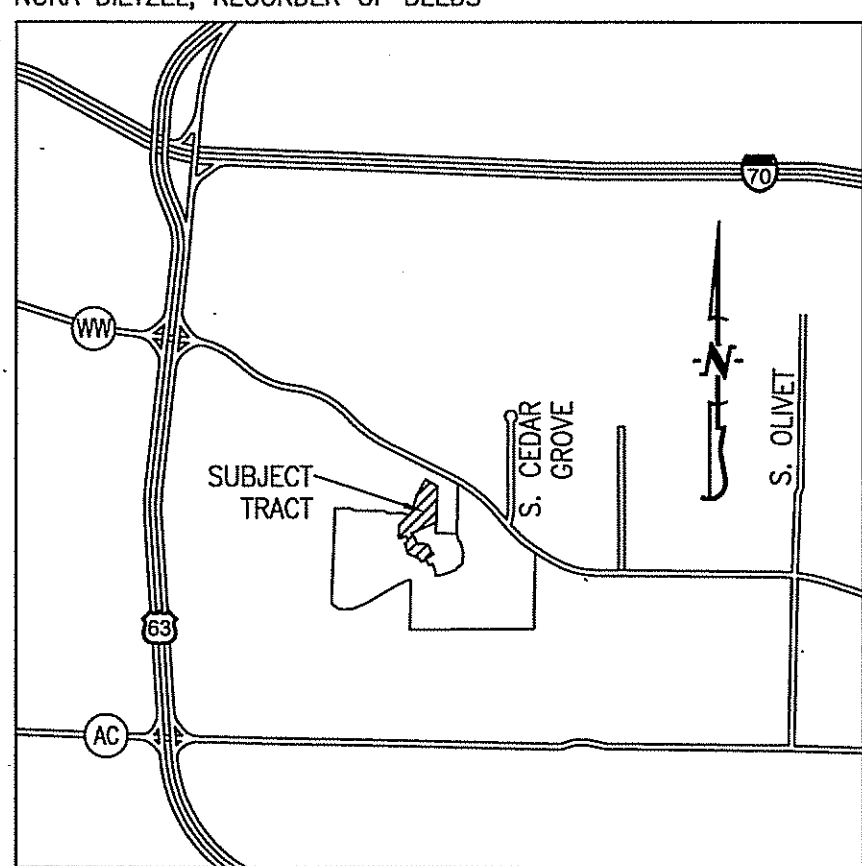 NORA DIETZEL, RECORDER OF DEEDS
70
WW
N
S. CEDAR
GROVE
S. OLIVET
SUBJECT
TRACT
63
AC